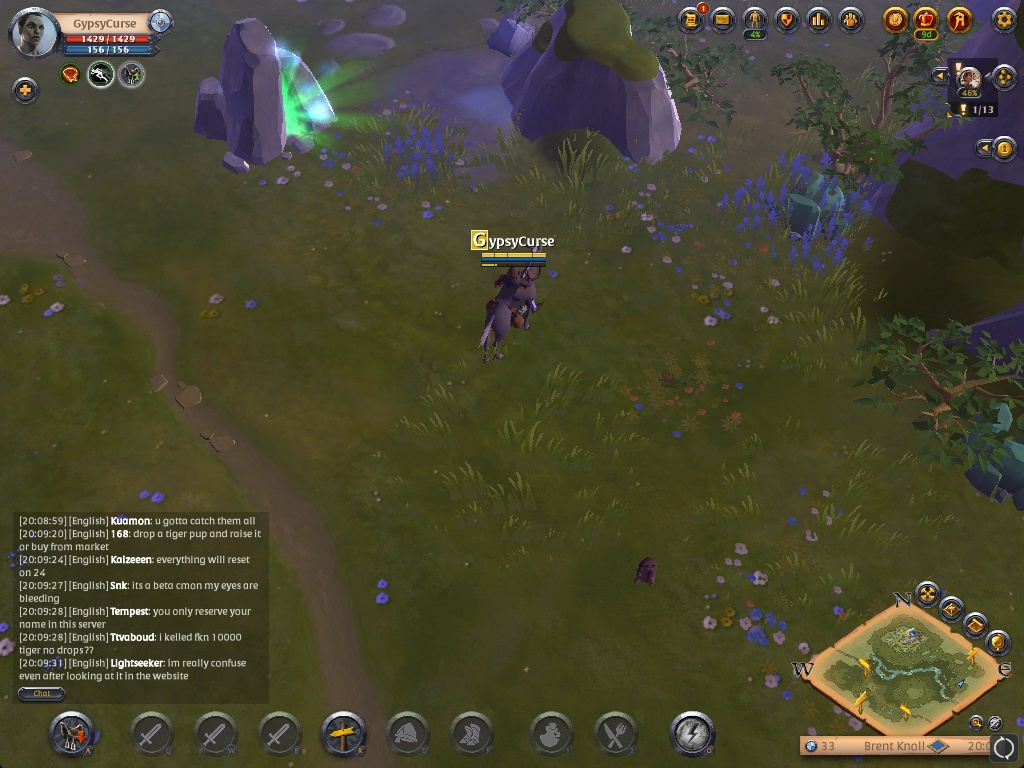 GypsyCurse
1429 / 1429
156 / 156
1
4%
9d
46%
1/13
GypsyCurse
[20:08:59] [English] Kuamon: u gotta catch them all
[20:09:20] [English] 168: drop a tiger pup and raise it
or buy from market
[20:09:24] [English] Kaizeeen: everything will reset
on 24
[20:09:27] [English] Snk: its a beta cmon my eyes are
bleeding
[20:09:28] [English] Tempest: you only reserve your
name in this server
[20:09:28] [English] Ttvaboud: i kelled fkn 10000
tiger no drops??
[20:09:31] [English] Lightseeker: im really confuse
even after looking at it in the website
Chat
N
W
E
A
Q
W
E
R
D
F
1
2
33
Brent Knoll
20:0